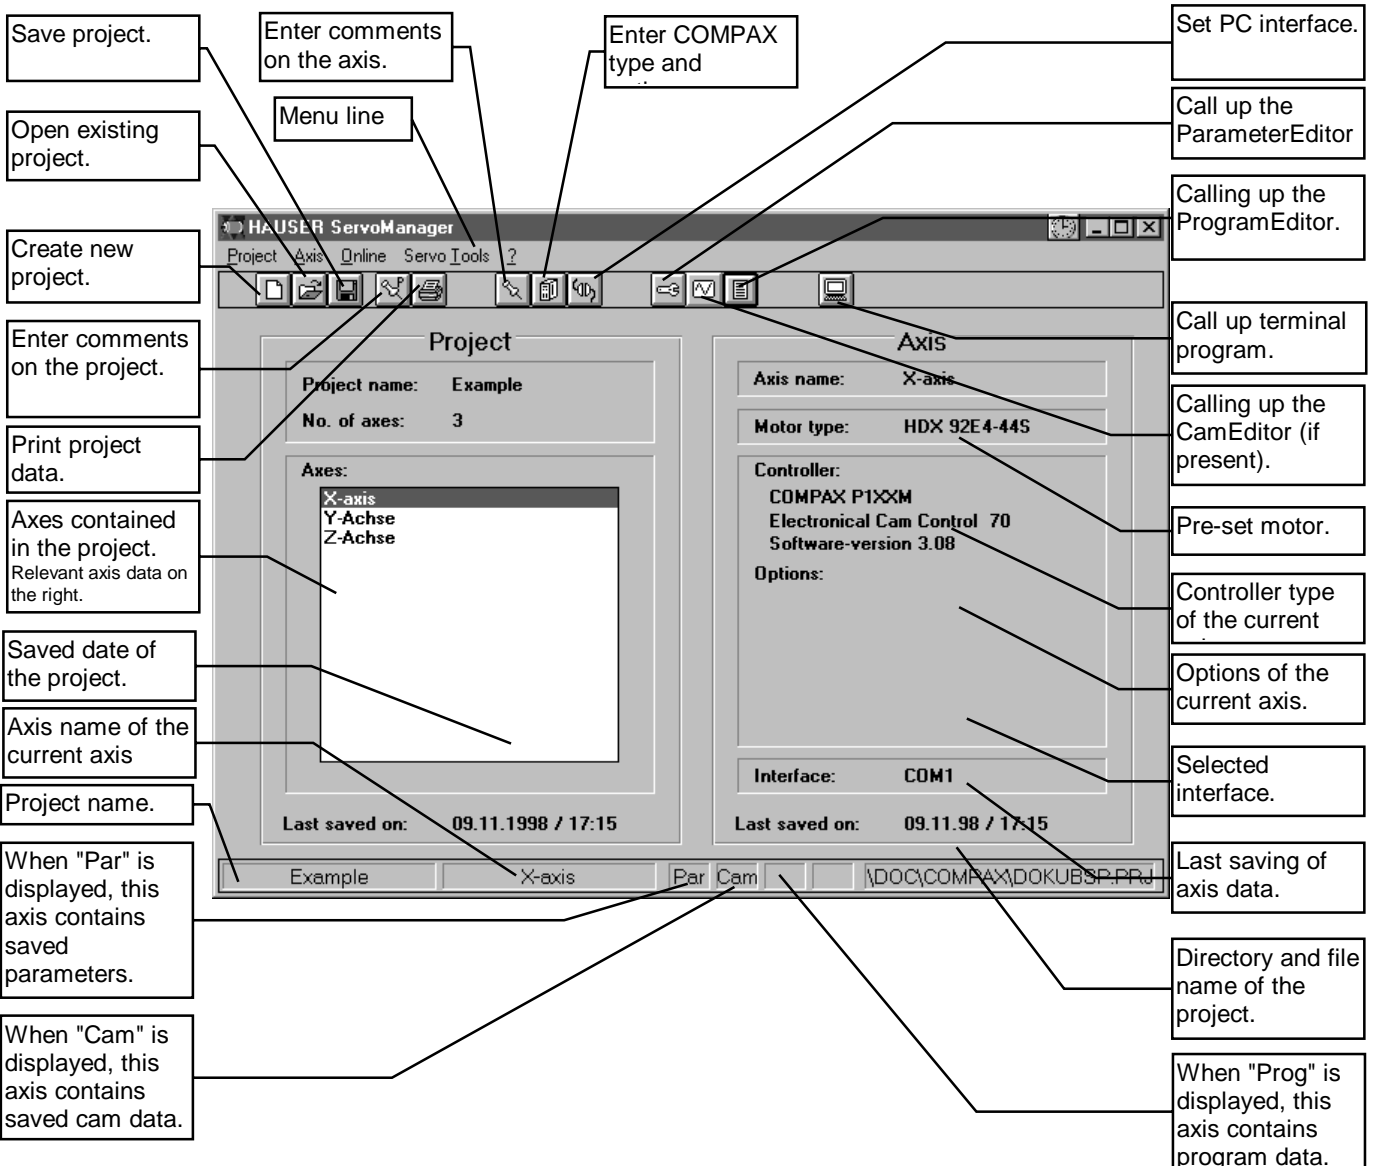 Save project.
Enter comments
on the axis.
Enter COMPAX
type and
Set PC interface.
Menu line
Call up the
ParameterEditor
Open existing
project.
Calling up the
ProgramEditor.
Create new
project.
Call up terminal
program.
Enter comments
on the project.
Calling up the
CamEditor (if
present).
Print project
data.
Axes contained
in the project.
Relevant axis data on
the right.
Pre-set motor.
Controller type
of the current
Saved date of
the project.
Options of the
current axis.
Axis name of the
current axis
Selected
interface.
Project name.
When "Par" is
displayed, this
axis contains
saved
parameters.
Last saving of
axis data.
Directory and file
name of the
project.
When "Cam" is
displayed, this
axis contains
saved cam data.
When "Prog" is
displayed, this
axis contains
program data.
HAUSER ServoManager
Project Axis Online Servo Tools ?
Project
Project name: Example
No. of axes: 3
Axes:
X-axis
Y-Achse
Z-Achse
Last saved on: 09.11.1998 / 17:15
Axis
Axis name: X-axis
Motor type: HDX 92E4-44S
Controller:
COMPAX P1XXM
Electronical Cam Control 70
Software-version 3.08
Options:
Interface: COM1
Last saved on: 09.11.98 / 17:15
Example X-axis Par Cam \DOC\COMPAX\DOKUBSP.PRJ